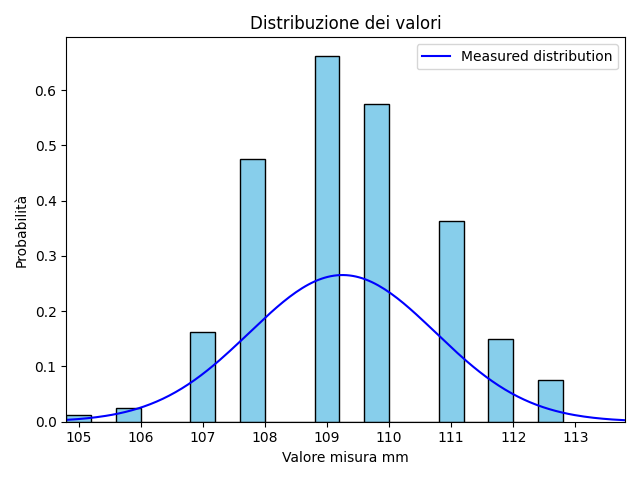 Distribuzione dei valori
Measured distribution
0.6
0.5
0.4
0.3
0.2
0.1
0.0
Probabilità
105 106 107 108 109 110 111 112 113
Valore misura mm